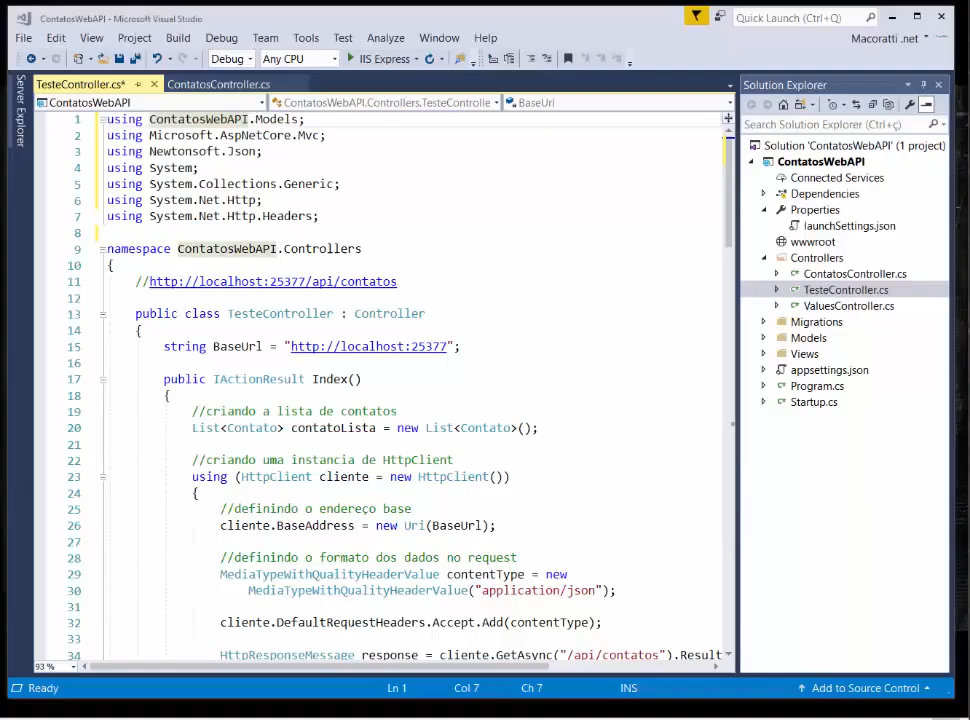 ContatosWebAPI - Microsoft Visual Studio
Quick Launch (Ctrl+Q)
File Edit View Project Build Debug Team Tools Test Analyze Window Help
Macoratti .net
Debug Any CPU IIS Express
Server Explorer
TesteController.cs* ContatosController.cs
ContatosWebAPI ContatosWebAPI.Controllers.TesteControlle BaseUrl
1 using ContatosWebAPI.Models;
2 using Microsoft.AspNetCore.Mvc;
3 using Newtonsoft.Json;
4 using System;
5 using System.Collections.Generic;
6 using System.Net.Http;
7 using System.Net.Http.Headers;
8
9 namespace ContatosWebAPI.Controllers
10 {
11 //http://localhost:25377/api/contatos
12
13 public class TesteController : Controller
14 {
15 string BaseUrl = "http://localhost:25377";
16
17 public IActionResult Index()
18 {
19 //criando a lista de contatos
20 List<Contato> contatoLista = new List<Contato>();
21
22 //criando uma instancia de HttpClient
23 using (HttpClient cliente = new HttpClient())
24 {
25 //definindo o endereço base
26 cliente.BaseAddress = new Uri(BaseUrl);
27
28 //definindo o formato dos dados no request
29 MediaTypeWithQualityHeaderValue contentType = new
30 MediaTypeWithQualityHeaderValue("application/json");
31
32 cliente.DefaultRequestHeaders.Accept.Add(contentType);
33
34 HttpResponseMessage response = cliente.GetAsync("/api/contatos").Result
93 %
Solution Explorer
Search Solution Explorer (Ctrl+ç)
Solution 'ContatosWebAPI' (1 project)
ContatosWebAPI
Connected Services
Dependencies
Properties
launchSettings.json
wwwroot
Controllers
ContatosController.cs
TesteController.cs
ValuesController.cs
Migrations
Models
Views
appsettings.json
Program.cs
Startup.cs
Ready Ln 1 Col 7 Ch 7 INS Add to Source Control